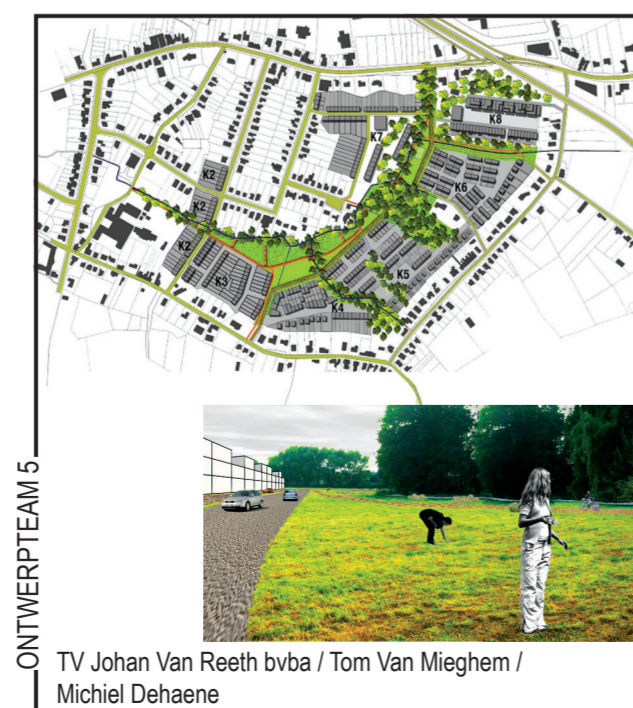 K7
K8
K2
K6
K2
K2
K3
K5
K4
ONTWERPTEAM 5
TV Johan Van Reeth bvba / Tom Van Mieghem /
Michiel Dehaene